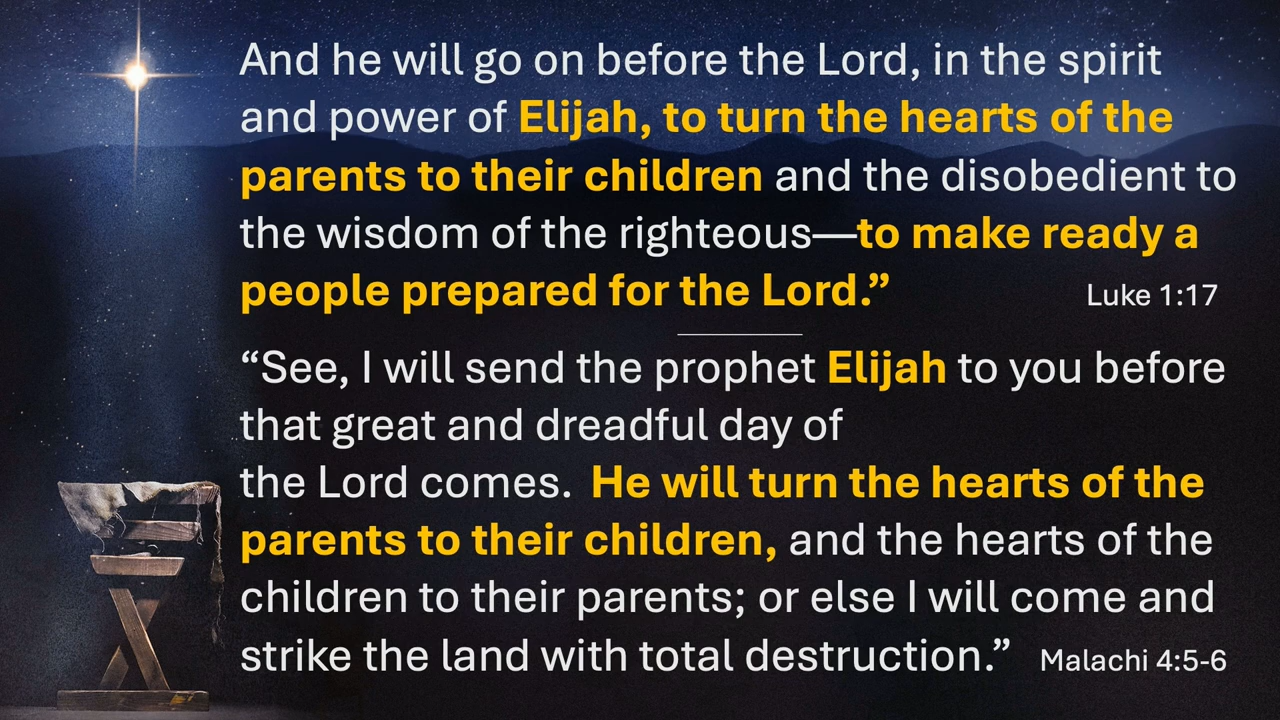 And he will go on before the Lord, in the spirit
and power of Elijah, to turn the hearts of the
parents to their children and the disobedient to
the wisdom of the righteous—to make ready a
people prepared for the Lord.” Luke 1:17
“See, I will send the prophet Elijah to you before
that great and dreadful day of
the Lord comes. He will turn the hearts of the
parents to their children, and the hearts of the
children to their parents; or else I will come and
strike the land with total destruction.” Malachi 4:5-6